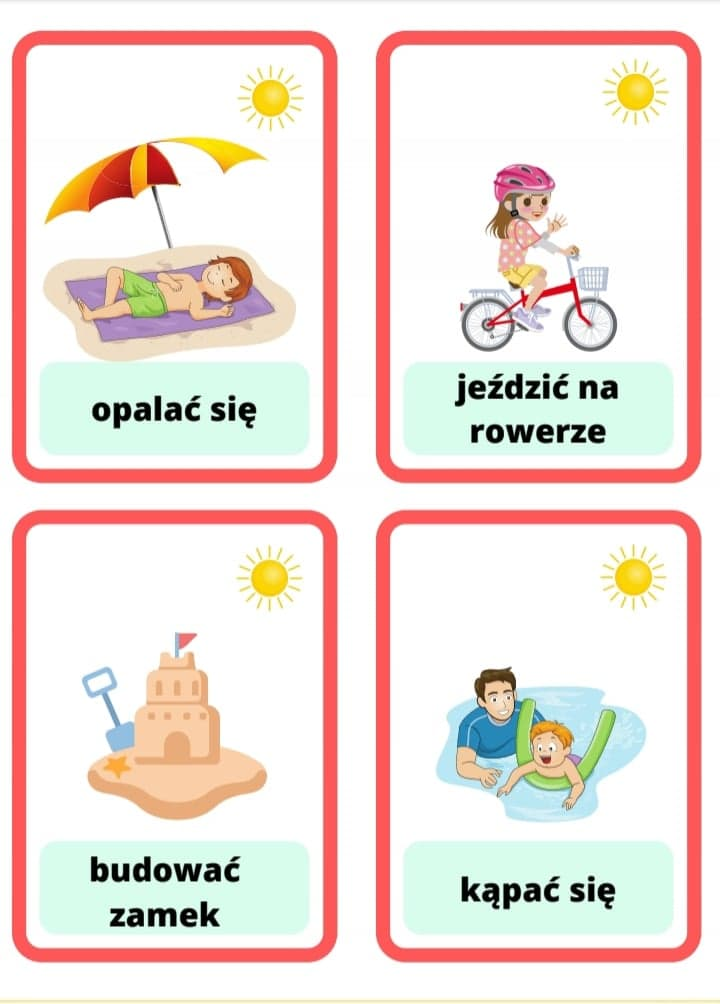 opalać się
jeździć na
rowerze
budować
zamek
kąpać się